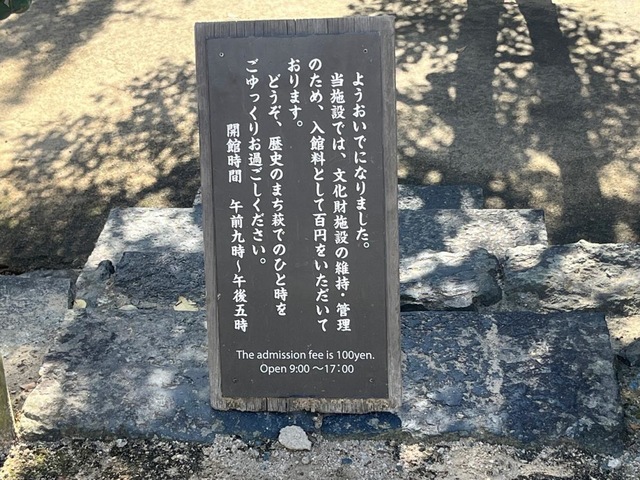 ようおいでになりました。
当施設では、文化財施設の維持・管理
のため、入館料として百円をいただいて
おります。
どうぞ、歴史のまち萩でのひと時を
ごゆっくりお過ごしください。
開館時間　午前九時～午後五時
The admission fee is 100yen.
Open 9:00 ～17:00